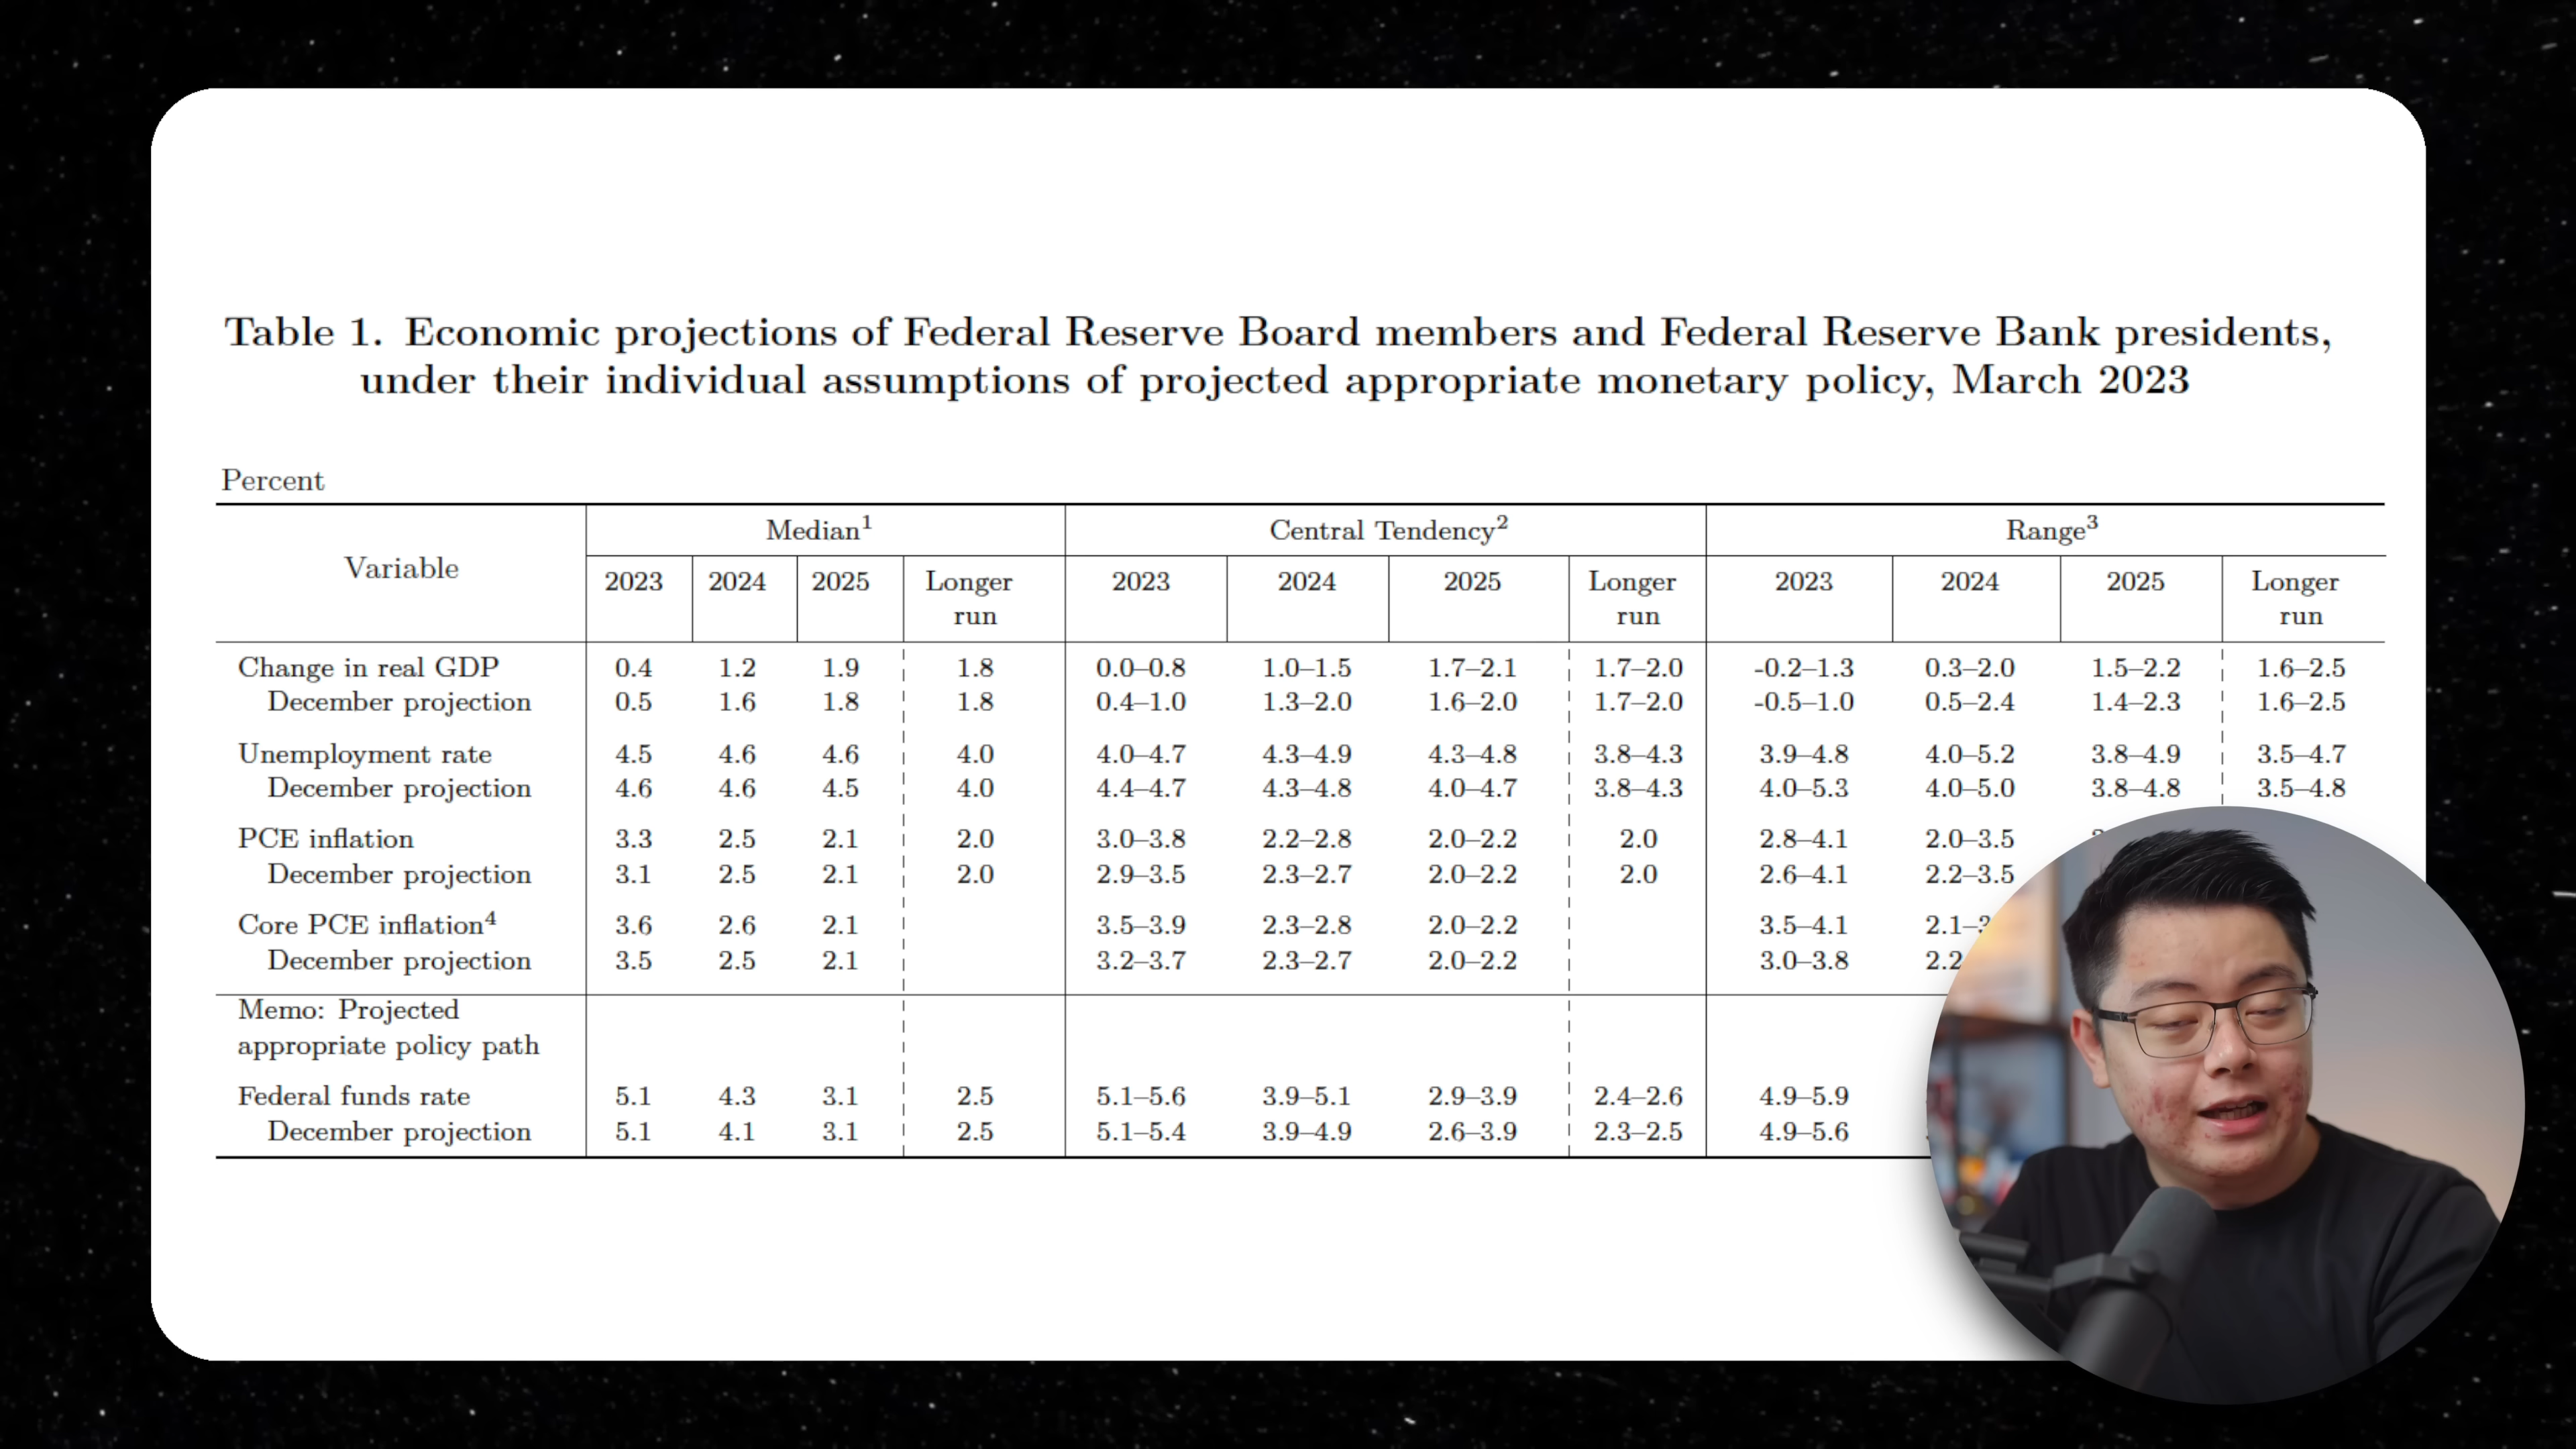 Table 1. Economic projections of Federal Reserve Board members and Federal Reserve Bank presidents,
under their individual assumptions of projected appropriate monetary policy, March 2023
Percent
Variable Median¹ Central Tendency² Range³
2023 2024 2025 Longer run 2023 2024 2025 Longer run 2023 2024 2025 Longer run
Change in real GDP 0.4 1.2 1.9 1.8 0.0–0.8 1.0–1.5 1.7–2.1 1.7–2.0 -0.2–1.3 0.3–2.0 1.5–2.2 1.6–2.5
December projection 0.5 1.6 1.8 1.8 0.4–1.0 1.3–2.0 1.6–2.0 1.7–2.0 -0.5–1.0 0.5–2.4 1.4–2.3 1.6–2.5
Unemployment rate 4.5 4.6 4.6 4.0 4.0–4.7 4.3–4.9 4.3–4.8 3.8–4.3 3.9–4.8 4.0–5.2 3.8–4.9 3.5–4.7
December projection 4.6 4.6 4.5 4.0 4.4–4.7 4.3–4.8 4.0–4.7 3.8–4.3 4.0–5.3 4.0–5.0 3.8–4.8 3.5–4.8
PCE inflation 3.3 2.5 2.1 2.0 3.0–3.8 2.2–2.8 2.0–2.2 2.0 2.8–4.1 2.0–3.5
December projection 3.1 2.5 2.1 2.0 2.9–3.5 2.3–2.7 2.0–2.2 2.0 2.6–4.1 2.2–3.5
Core PCE inflation⁴ 3.6 2.6 2.1 3.5–3.9 2.3–2.8 2.0–2.2 3.5–4.1 2.1–
December projection 3.5 2.5 2.1 3.2–3.7 2.3–2.7 2.0–2.2 3.0–3.8 2.2
Memo: Projected
appropriate policy path
Federal funds rate 5.1 4.3 3.1 2.5 5.1–5.6 3.9–5.1 2.9–3.9 2.4–2.6 4.9–5.9
December projection 5.1 4.1 3.1 2.5 5.1–5.4 3.9–4.9 2.6–3.9 2.3–2.5 4.9–5.6